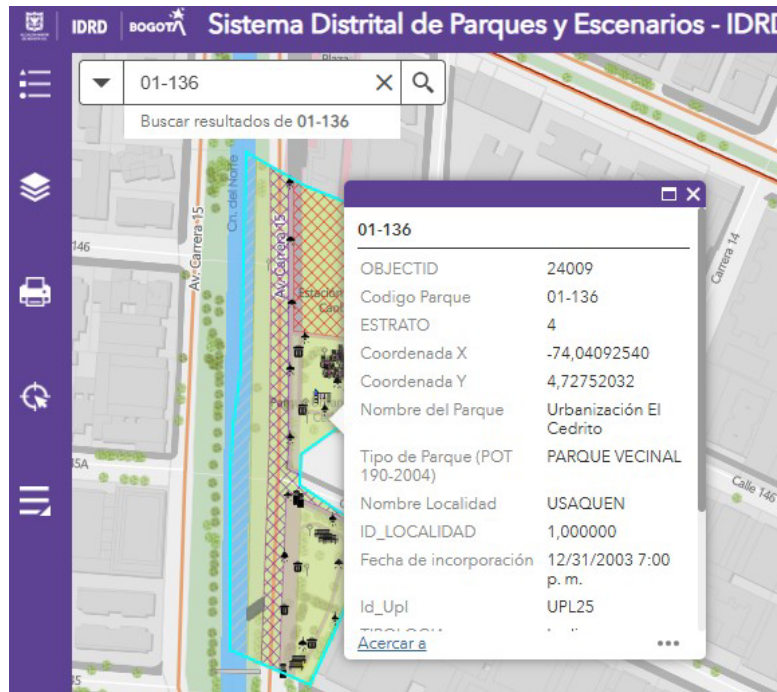 IDRD
BOGOTÁ
Sistema Distrital de Parques y Escenarios - IDRD
01-136
Buscar resultados de 01-136
01-136
OBJECTID 24009
Codigo Parque 01-136
ESTRATO 4
Coordenada X -74,04092540
Coordenada Y 4,72752032
Nombre del Parque Urbanización El
Cedrito
Tipo de Parque (POT PARQUE VECINAL
190-2004)
Nombre Localidad USAQUEN
ID_LOCALIDAD 1,000000
Fecha de incorporación 12/31/2003 7:00
p. m.
Id_Upl UPL25
Acercar a
Cn. del Norte
Av. Carrera 15
Av. Carrera 15
146
45A
45
Carrera 14
Calle 146